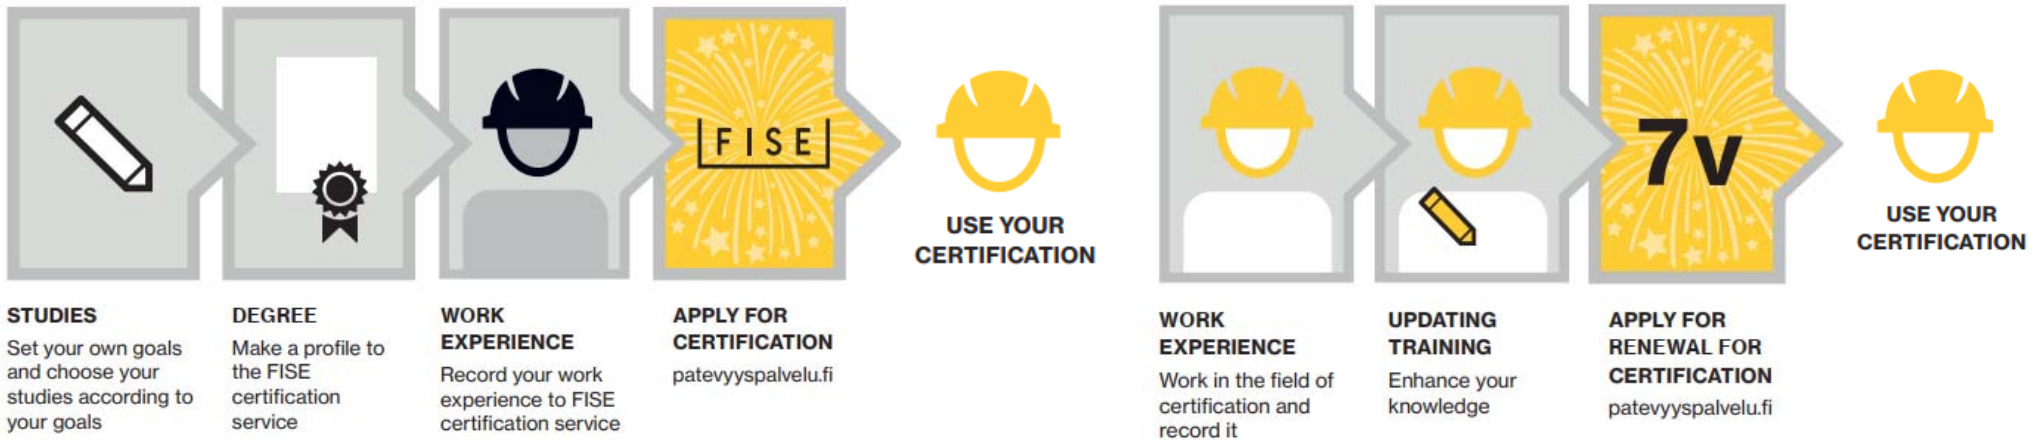 FISE
USE YOUR
CERTIFICATION
STUDIES
Set your own goals
and choose your
studies according to
your goals
DEGREE
Make a profile to
the FISE
certification
service
WORK
EXPERIENCE
Record your work
experience to FISE
certification service
APPLY FOR
CERTIFICATION
patevyyspalvelu.fi
7v
USE YOUR
CERTIFICATION
WORK
EXPERIENCE
Work in the field of
certification and
record it
UPDATING
TRAINING
Enhance your
knowledge
APPLY FOR
RENEWAL FOR
CERTIFICATION
patevyyspalvelu.fi